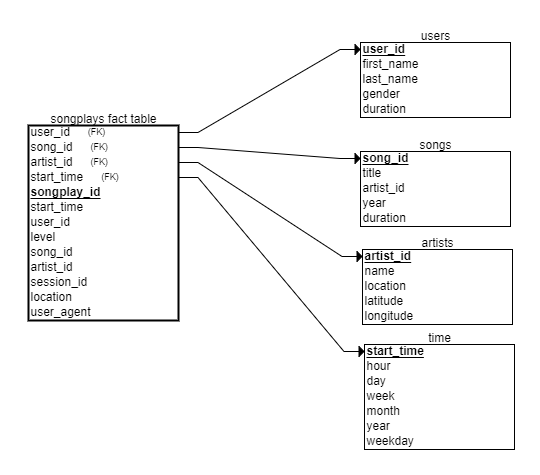 songplays fact table
user_id (FK)
song_id (FK)
artist_id (FK)
start_time (FK)
songplay_id
start_time
user_id
level
song_id
artist_id
session_id
location
user_agent
users
user_id
first_name
last_name
gender
duration
songs
song_id
title
artist_id
year
duration
artists
artist_id
name
location
latitude
longitude
time
start_time
hour
day
week
month
year
weekday